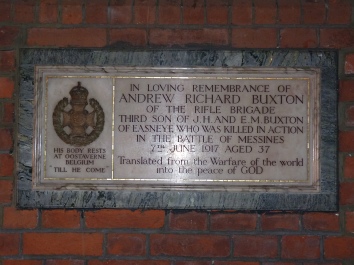 IN LOVING REMEMBRANCE OF
ANDREW RICHARD BUXTON
OF THE RIFLE BRIGADE
THIRD SON OF J.H. AND E.M. BUXTON
OF EASNEYE, WHO WAS KILLED IN ACTION
IN THE BATTLE OF MESSINES
7TH JUNE 1917 AGED 37
Translated from the Warfare of the world
into the peace of GOD
HIS BODY RESTS
AT OOSTAVERNE
BELGIUM
"TILL HE COME"